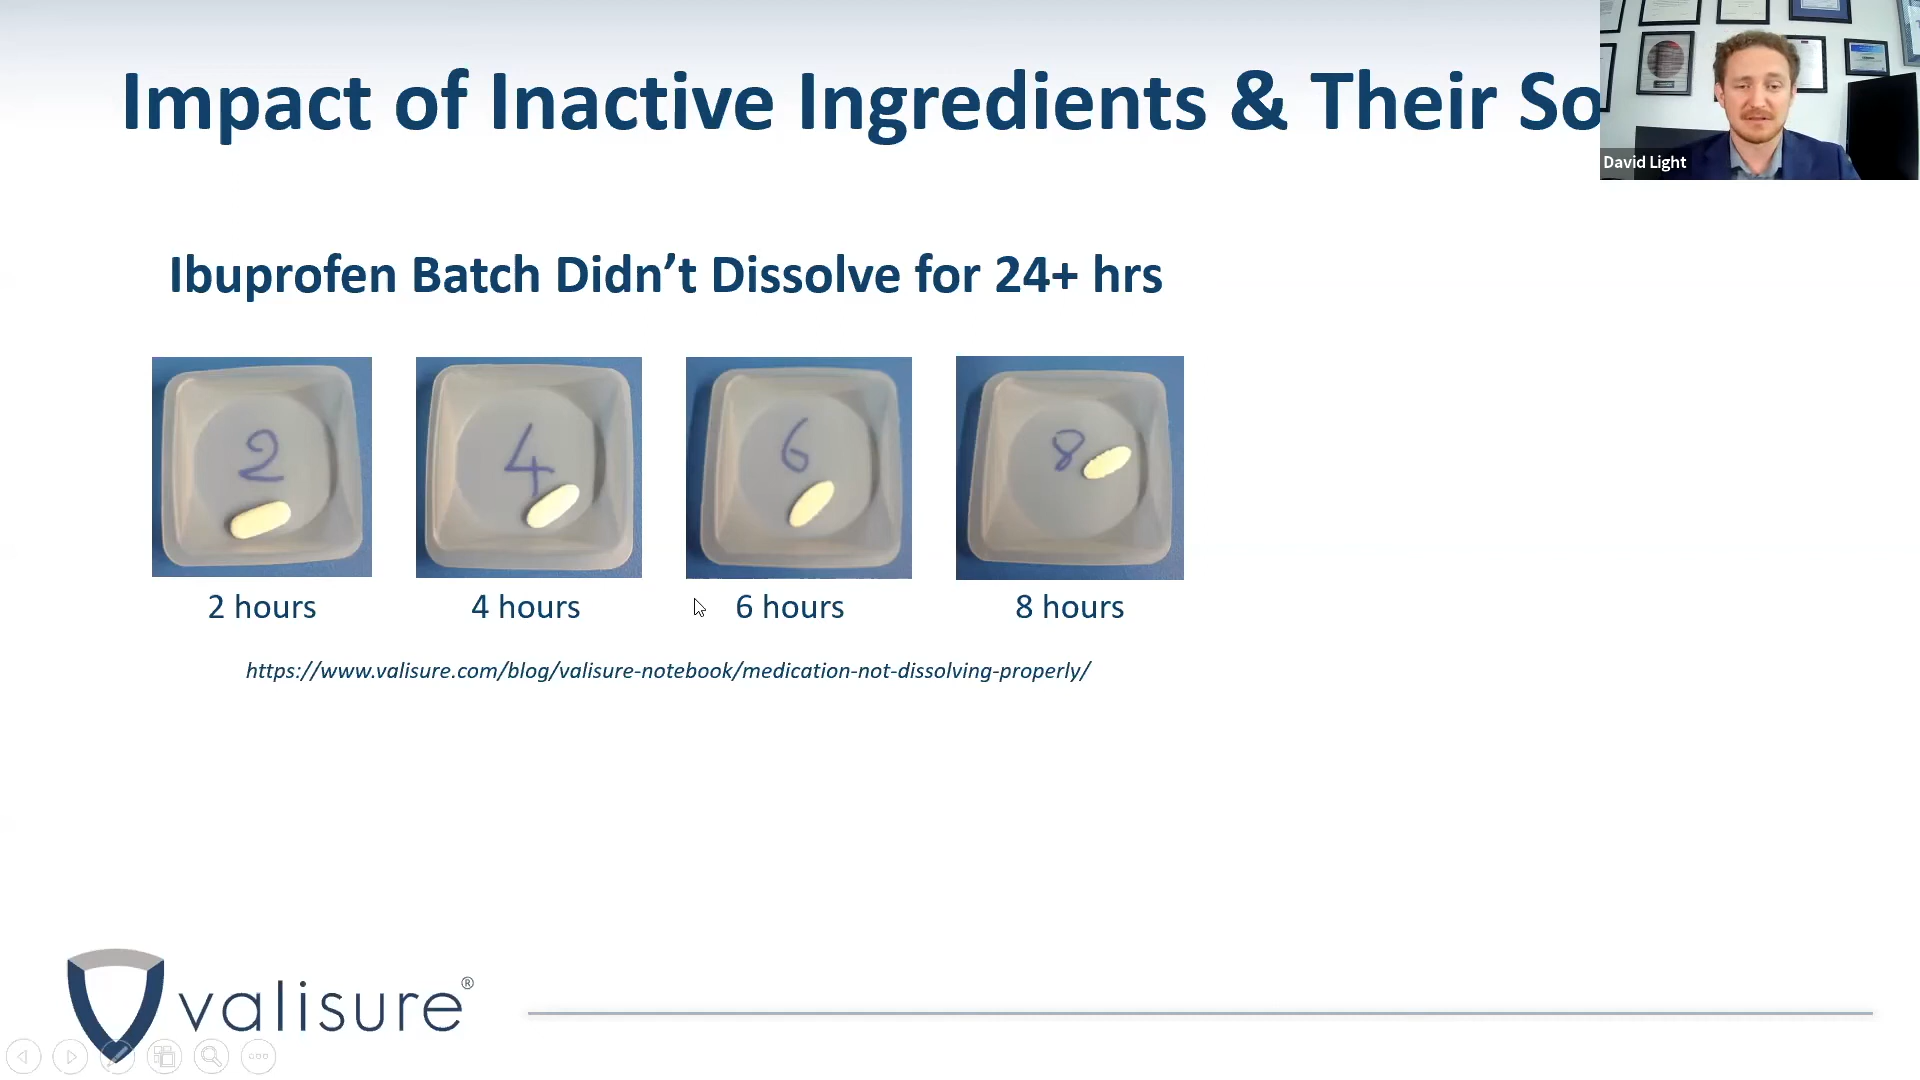 Impact of Inactive Ingredients & Their So
David Light
Ibuprofen Batch Didn’t Dissolve for 24+ hrs
2 4 6 8
2 hours 4 hours 6 hours 8 hours
https://www.valisure.com/blog/valisure-notebook/medication-not-dissolving-properly/
valisure®